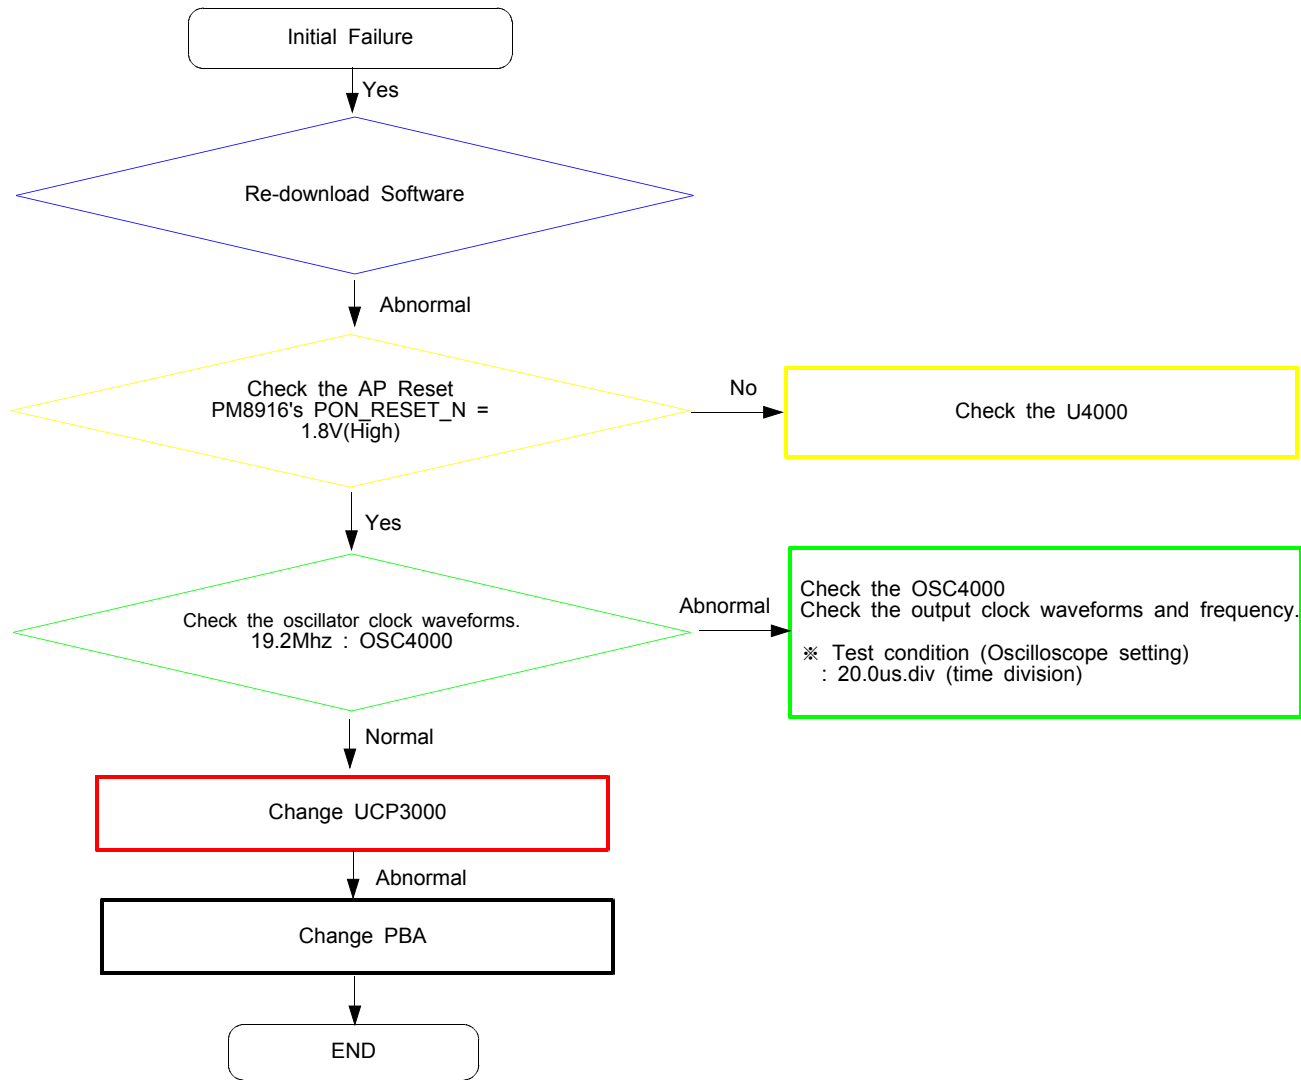 Initial Failure
Yes
Re-download Software
Abnormal
Check the AP Reset
PM8916's PON_RESET_N =
1.8V(High)
No
Check the U4000
Yes
Check the oscillator clock waveforms.
19.2Mhz : OSC4000
Abnormal
Check the OSC4000
Check the output clock waveforms and frequency.
※ Test condition (Oscilloscope setting)
: 20.0us.div (time division)
Normal
Change UCP3000
Abnormal
Change PBA
END